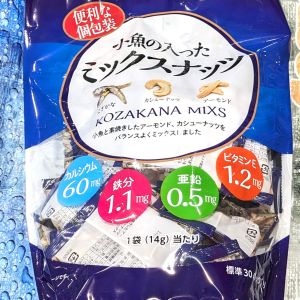 便利な
個包装
小魚の入った
ミックスナッツ
さかな
カシューナッツ
アーモンド
KOZAKANA MIXS
小魚と素焼きしたアーモンド、カシューナッツを
バランスよくミックス!しました
カルシウム
60mg
鉄分
1.1mg
亜鉛
0.5mg
ビタミンE
1.2mg
1袋(14g)当たり
標準30